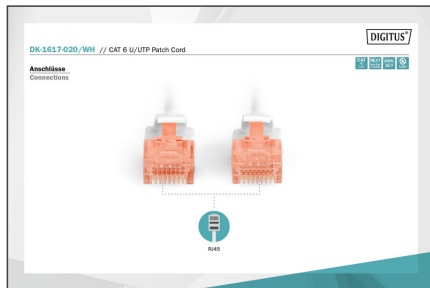 DIGITUS®
DK-1617-020/WH // CAT 6 U/UTP Patch Cord
Anschlüsse
Connections
RJ45